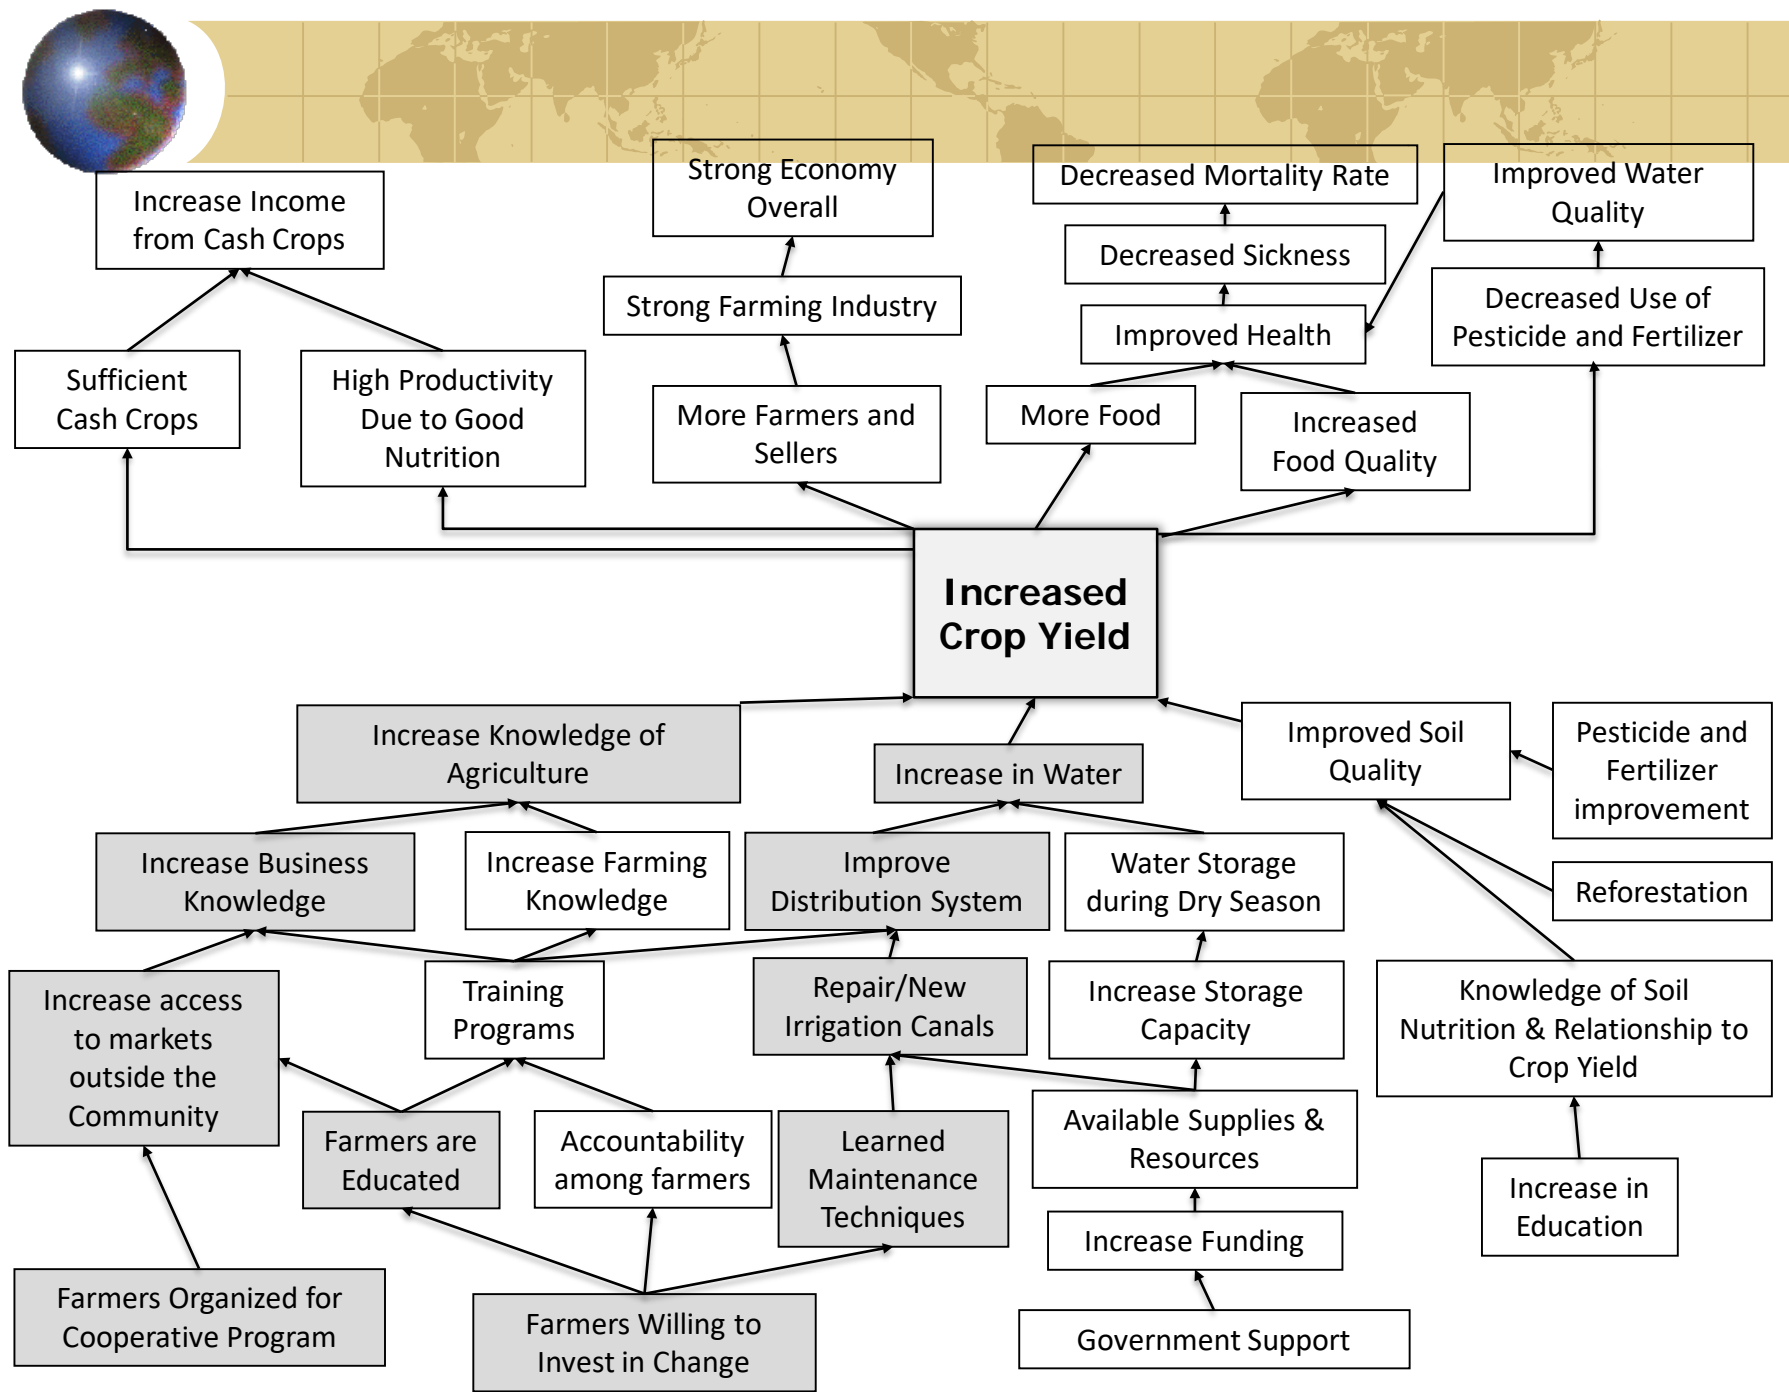 Increase Income
from Cash Crops
Strong Economy
Overall
Decreased Mortality Rate
Improved Water
Quality
Decreased Sickness
Strong Farming Industry
Improved Health
Decreased Use of
Pesticide and Fertilizer
Sufficient
Cash Crops
High Productivity
Due to Good
Nutrition
More Farmers and
Sellers
More Food
Increased
Food Quality
Increased
Crop Yield
Increase Knowledge of
Agriculture
Increase in Water
Improved Soil
Quality
Pesticide and
Fertilizer
improvement
Increase Business
Knowledge
Increase Farming
Knowledge
Improve
Distribution System
Water Storage
during Dry Season
Reforestation
Increase access
to markets
outside the
Community
Training
Programs
Repair/New
Irrigation Canals
Increase Storage
Capacity
Knowledge of Soil
Nutrition & Relationship to
Crop Yield
Farmers are
Educated
Accountability
among farmers
Learned
Maintenance
Techniques
Available Supplies &
Resources
Increase in
Education
Increase Funding
Farmers Organized for
Cooperative Program
Farmers Willing to
Invest in Change
Government Support